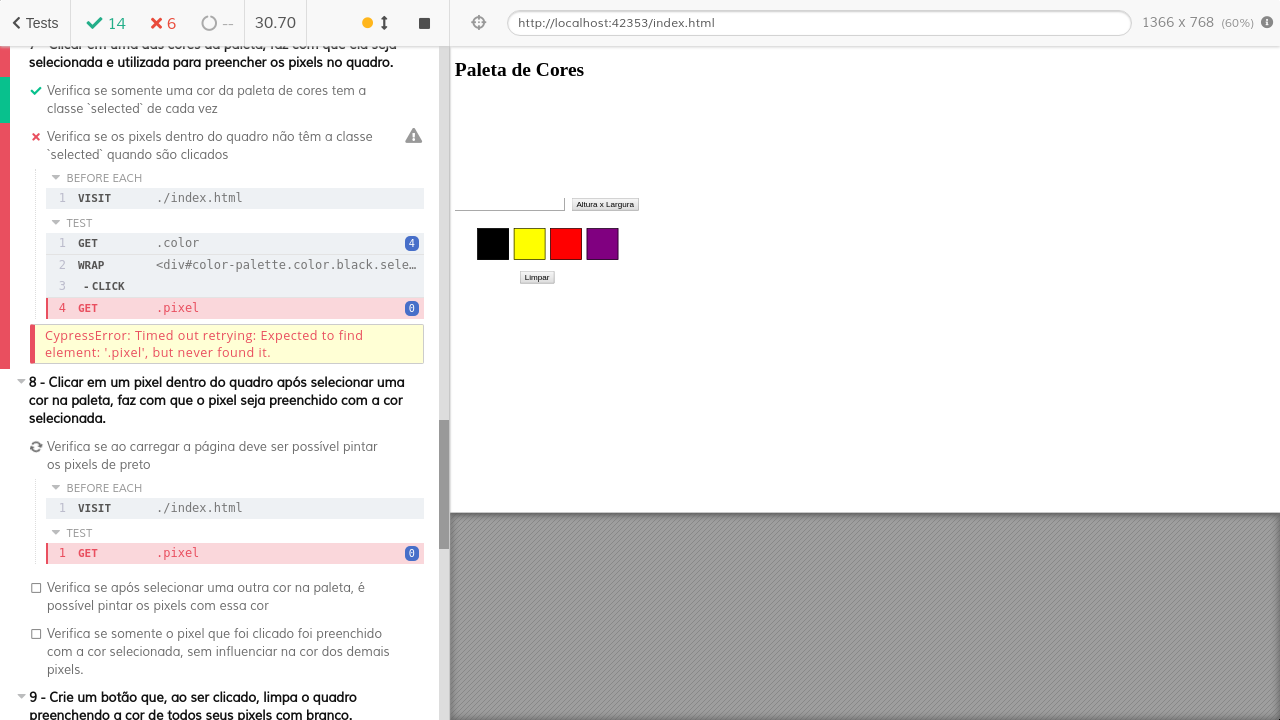 Tests
14
6
--
30.70
http://localhost:42353/index.html
1366 x 768 (60%)
7 - Clicar em uma das cores da paleta, faz com que ela seja
selecionada e utilizada para preencher os pixels no quadro.
Verifica se somente uma cor da paleta de cores tem a
classe `selected` de cada vez
Verifica se os pixels dentro do quadro não têm a classe
`selected` quando são clicados
BEFORE EACH
1 VISIT ./index.html
TEST
1 GET .color 4
2 WRAP <div#color-palette.color.black.sele…
3 -CLICK
4 GET .pixel 0
CypressError: Timed out retrying: Expected to find
element: '.pixel', but never found it.
8 - Clicar em um pixel dentro do quadro após selecionar uma
cor na paleta, faz com que o pixel seja preenchido com a cor
selecionada.
Verifica se ao carregar a página deve ser possível pintar
os pixels de preto
BEFORE EACH
1 VISIT ./index.html
TEST
1 GET .pixel 0
Verifica se após selecionar uma outra cor na paleta, é
possível pintar os pixels com essa cor
Verifica se somente o pixel que foi clicado foi preenchido
com a cor selecionada, sem influenciar na cor dos demais
pixels.
9 - Crie um botão que, ao ser clicado, limpa o quadro
preenchendo a cor de todos seus pixels com branco.
Paleta de Cores
Altura x Largura
Limpar